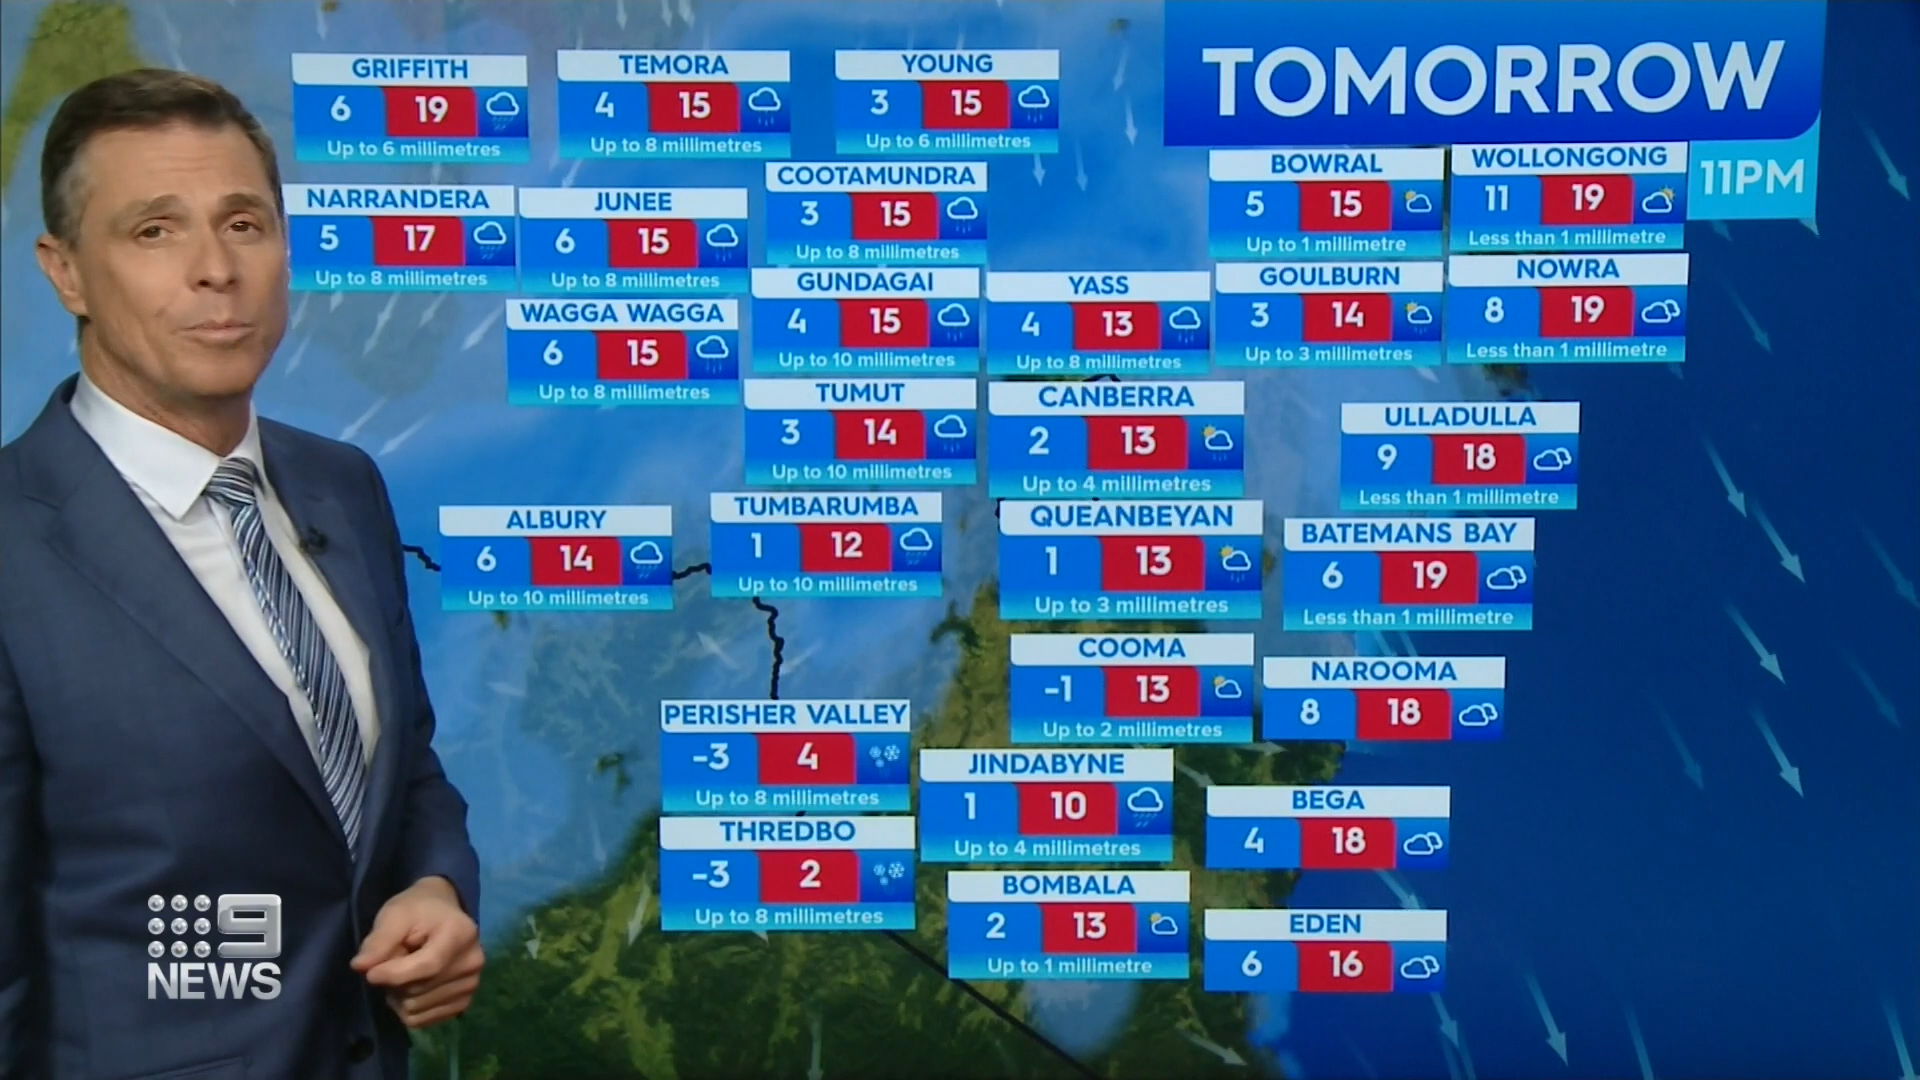 TOMORROW
11PM
GRIFFITH
6 19
Up to 6 millimetres
TEMORA
4 15
Up to 8 millimetres
YOUNG
3 15
Up to 6 millimetres
NARRANDERA
5 17
Up to 8 millimetres
JUNEE
6 15
Up to 8 millimetres
COOTAMUNDRA
3 15
Up to 8 millimetres
BOWRAL
5 15
Up to 1 millimetre
WOLLONGONG
11 19
Less than 1 millimetre
WAGGA WAGGA
6 15
Up to 8 millimetres
GUNDAGAI
4 15
Up to 10 millimetres
YASS
4 13
Up to 8 millimetres
GOULBURN
3 14
Up to 3 millimetres
NOWRA
8 19
Less than 1 millimetre
TUMUT
3 14
Up to 10 millimetres
CANBERRA
2 13
Up to 4 millimetres
ULLADULLA
9 18
Less than 1 millimetre
ALBURY
6 14
Up to 10 millimetres
TUMBARUMBA
1 12
Up to 10 millimetres
QUEANBEYAN
1 13
Up to 3 millimetres
BATEMANS BAY
6 19
Less than 1 millimetre
COOMA
-1 13
Up to 2 millimetres
NAROOMA
8 18
PERISHER VALLEY
-3 4
Up to 8 millimetres
JINDABYNE
1 10
Up to 4 millimetres
BEGA
4 18
THREDBO
-3 2
Up to 8 millimetres
BOMBALA
2 13
Up to 1 millimetre
EDEN
6 16
9
NEWS